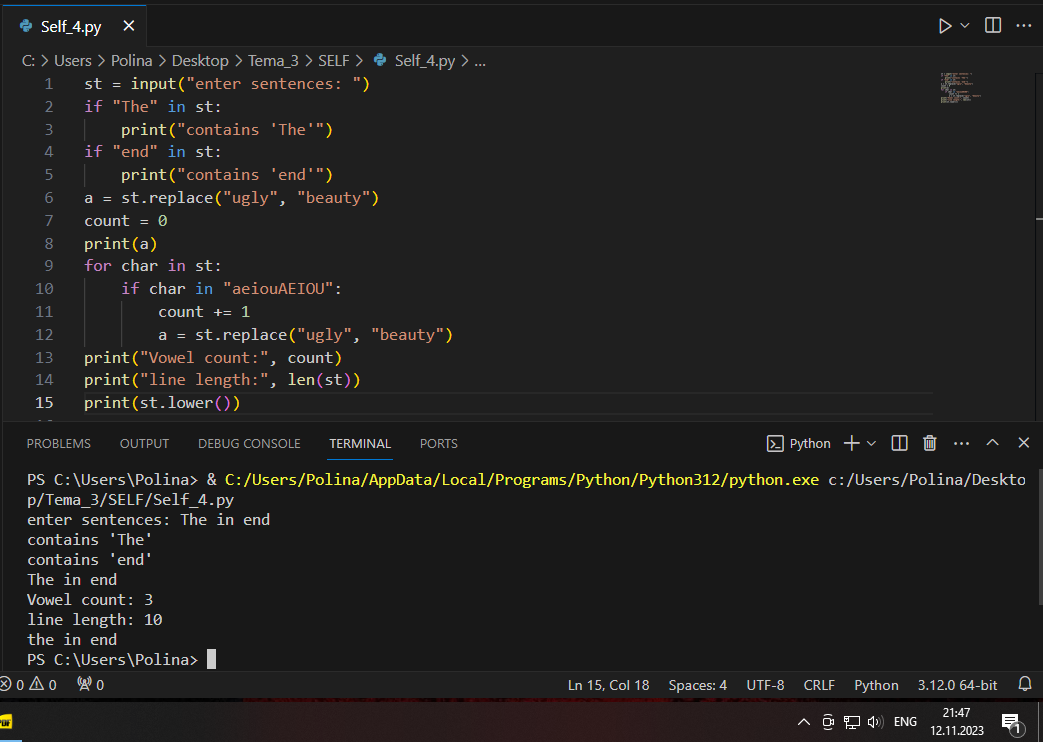 Self_4.py
C: > Users > Polina > Desktop > Tema_3 > SELF > Self_4.py > ...
1 st = input("enter sentences: ")
2 if "The" in st:
3     print("contains 'The'")
4 if "end" in st:
5     print("contains 'end'")
6 a = st.replace("ugly", "beauty")
7 count = 0
8 print(a)
9 for char in st:
10     if char in "aeiouAEIOU":
11         count += 1
12         a = st.replace("ugly", "beauty")
13 print("Vowel count:", count)
14 print("line length:", len(st))
15 print(st.lower())
PROBLEMS OUTPUT DEBUG CONSOLE TERMINAL PORTS Python
PS C:\Users\Polina> & C:/Users/Polina/AppData/Local/Programs/Python/Python312/python.exe c:/Users/Polina/Deskto
p/Tema_3/SELF/Self_4.py
enter sentences: The in end
contains 'The'
contains 'end'
The in end
Vowel count: 3
line length: 10
the in end
PS C:\Users\Polina>
0 0 0 Ln 15, Col 18 Spaces: 4 UTF-8 CRLF Python 3.12.0 64-bit
ENG
21:47
12.11.2023
1